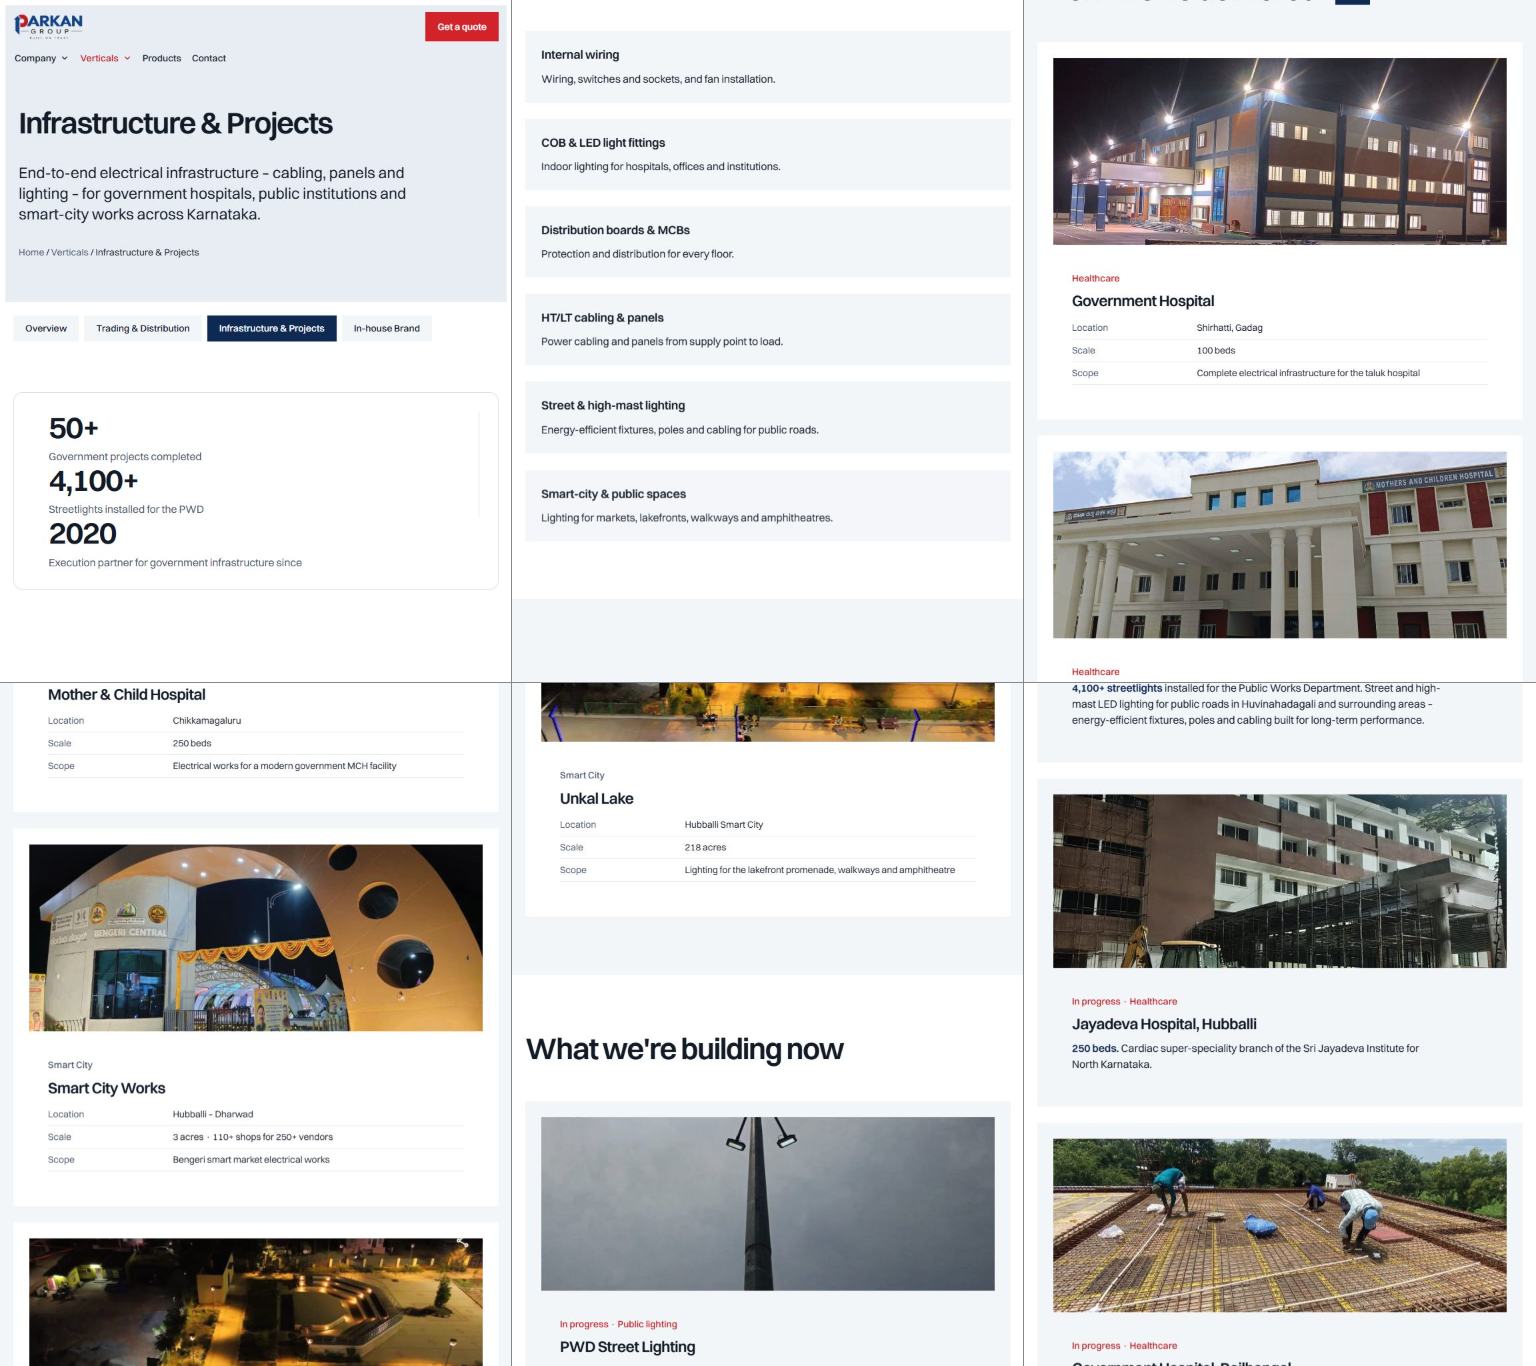 PARKAN
GROUP
Get a quote
Company
Verticals
Products
Contact
Infrastructure & Projects
End-to-end electrical infrastructure – cabling, panels and
lighting – for government hospitals, public institutions and
smart-city works across Karnataka.
Home / Verticals / Infrastructure & Projects
Overview
Trading & Distribution
Infrastructure & Projects
In-house Brand
50+
Government projects completed
4,100+
Streetlights installed for the PWD
2020
Execution partner for government infrastructure since
Internal wiring
Wiring, switches and sockets, and fan installation.
COB & LED light fittings
Indoor lighting for hospitals, offices and institutions.
Distribution boards & MCBs
Protection and distribution for every floor.
HT/LT cabling & panels
Power cabling and panels from supply point to load.
Street & high-mast lighting
Energy-efficient fixtures, poles and cabling for public roads.
Smart-city & public spaces
Lighting for markets, lakefronts, walkways and amphitheatres.
Healthcare
Government Hospital
Location Shirhatti, Gadag
Scale 100 beds
Scope Complete electrical infrastructure for the taluk hospital
MOTHERS AND CHILDREN HOSPITAL
Healthcare
Mother & Child Hospital
Location Chikkamagaluru
Scale 250 beds
Scope Electrical works for a modern government MCH facility
BENGERI CENTRAL
Smart City
Smart City Works
Location Hubballi – Dharwad
Scale 3 acres · 110+ shops for 250+ vendors
Scope Bengeri smart market electrical works
Smart City
Unkal Lake
Location Hubballi Smart City
Scale 218 acres
Scope Lighting for the lakefront promenade, walkways and amphitheatre
What we're building now
In progress · Public lighting
PWD Street Lighting
4,100+ streetlights installed for the Public Works Department. Street and high-
mast LED lighting for public roads in Huvinahadagali and surrounding areas –
energy-efficient fixtures, poles and cabling built for long-term performance.
In progress · Healthcare
Jayadeva Hospital, Hubballi
250 beds. Cardiac super-speciality branch of the Sri Jayadeva Institute for
North Karnataka.
In progress · Healthcare